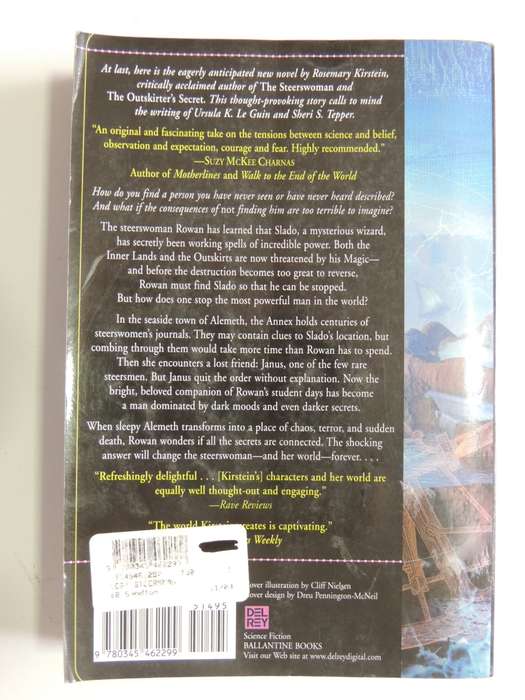 At last, here is the eagerly anticipated new novel by Rosemary Kirstein,
critically acclaimed author of The Steerswoman and
The Outskirter's Secret. This thought-provoking story calls to mind
the writing of Ursula K. Le Guin and Sheri S. Tepper.
"An original and fascinating take on the tensions between science and belief,
observation and expectation, courage and fear. Highly recommended."
—SUZY MCKEE CHARNAS
Author of Motherlines and Walk to the End of the World
How do you find a person you have never seen or have never heard described?
And what if the consequences of not finding him are too terrible to imagine?
The steerswoman Rowan has learned that Slado, a mysterious wizard,
has secretly been working spells of incredible power. Both the
Inner Lands and the Outskirts are now threatened by his Magic—
and before the destruction becomes too great to reverse,
Rowan must find Slado so that he can be stopped.
But how does one stop the most powerful man in the world?
In the seaside town of Alemeth, the Annex holds centuries of
steerswomen's journals. They may contain clues to Slado's location, but
combing through them would take more time than Rowan has to spend.
Then she encounters a lost friend: Janus, one of the few rare
steersmen. But Janus quit the order without explanation. Now the
bright, beloved companion of Rowan's student days has become
a man dominated by dark moods and even darker secrets.
When sleepy Alemeth transforms into a place of chaos, terror, and sudden
death, Rowan wonders if all the secrets are connected. The shocking
answer will change the steerswoman—and her world—forever. . . .
"Refreshingly delightful . . . [Kirstein's] characters and her world are
equally well thought-out and engaging."
—Rave Reviews
"The world creates is captivating."
Weekly
9 780345 462299
over illustration by Cliff Nielsen
over design by Dreu Pennington-McNeil
51495
DEL
REY
Science Fiction
BALLANTINE BOOKS
Visit our Web site at www.delreydigital.com
9 780345 462299